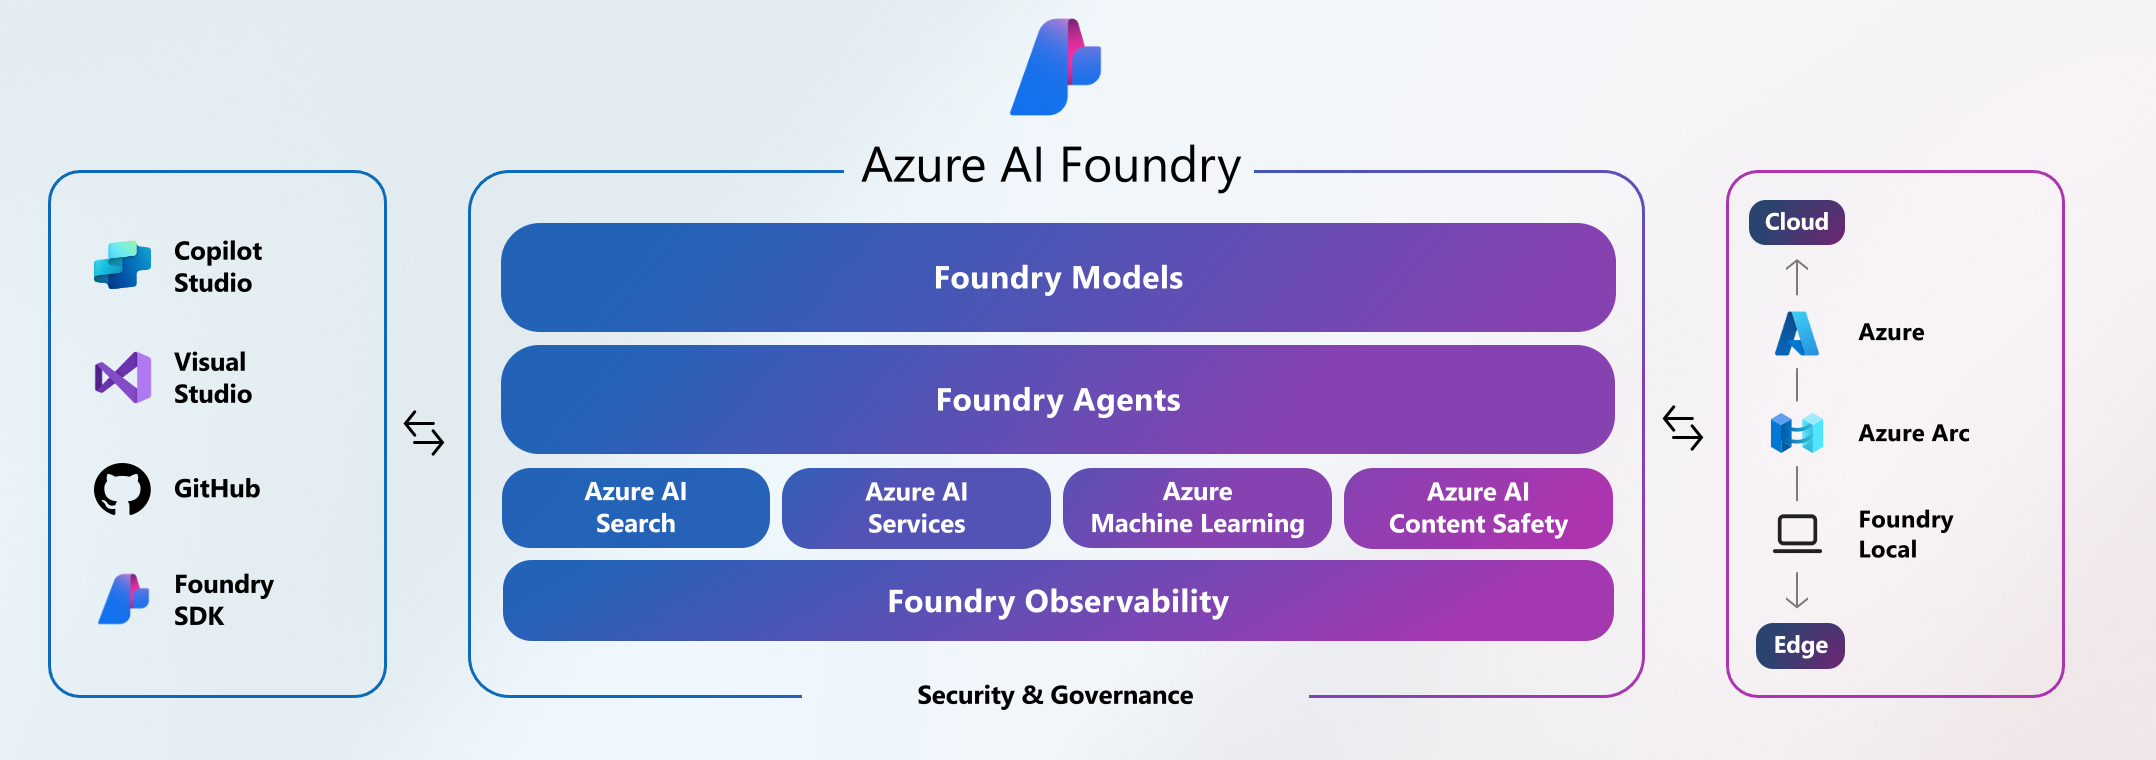 Azure AI Foundry
Copilot
Studio
Visual
Studio
GitHub
Foundry
SDK
Foundry Models
Foundry Agents
Azure AI
Search
Azure AI
Services
Azure
Machine Learning
Azure AI
Content Safety
Foundry Observability
Security & Governance
Cloud
Azure
Azure Arc
Foundry
Local
Edge